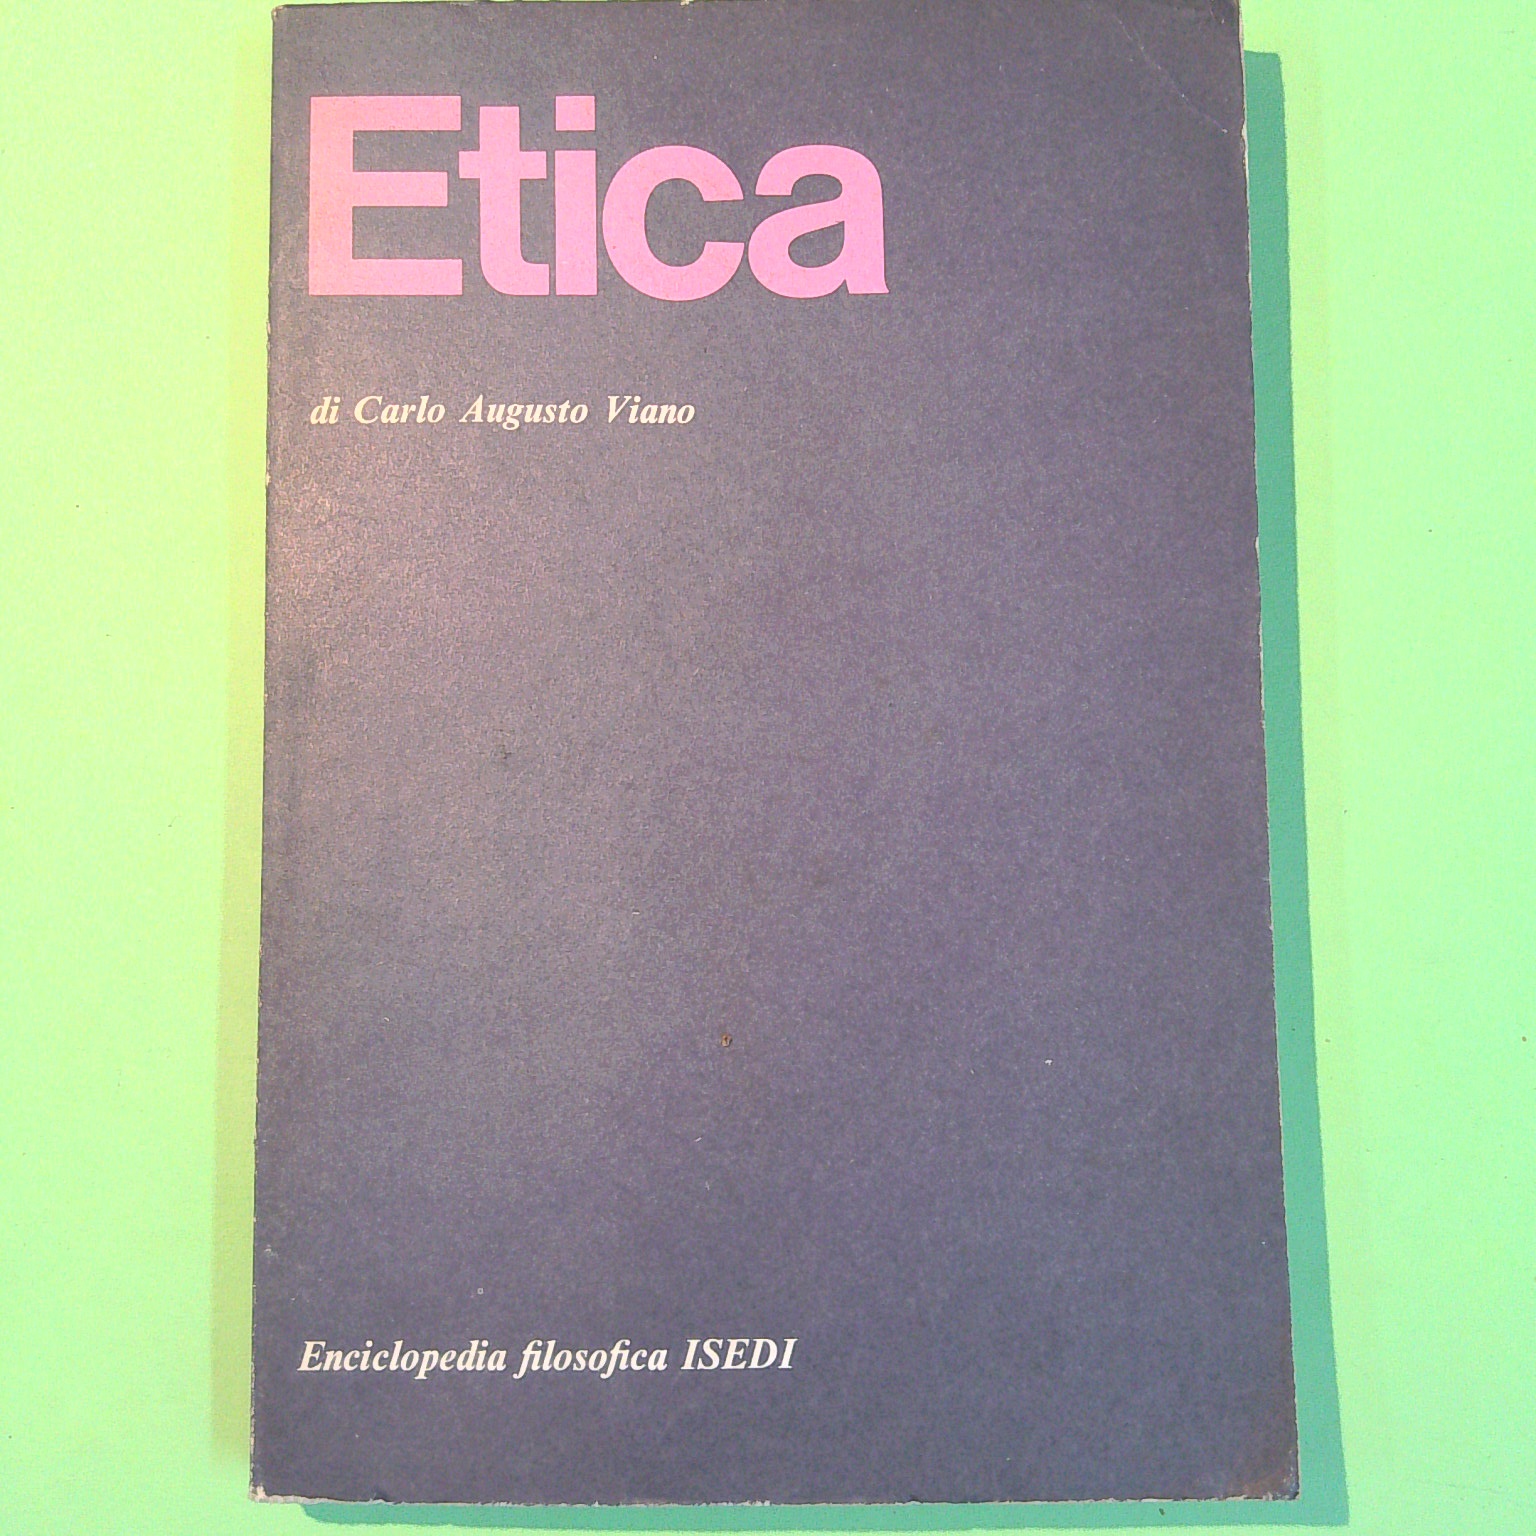 Etica
di Carlo Augusto Viano
Enciclopedia filosofica ISEDI